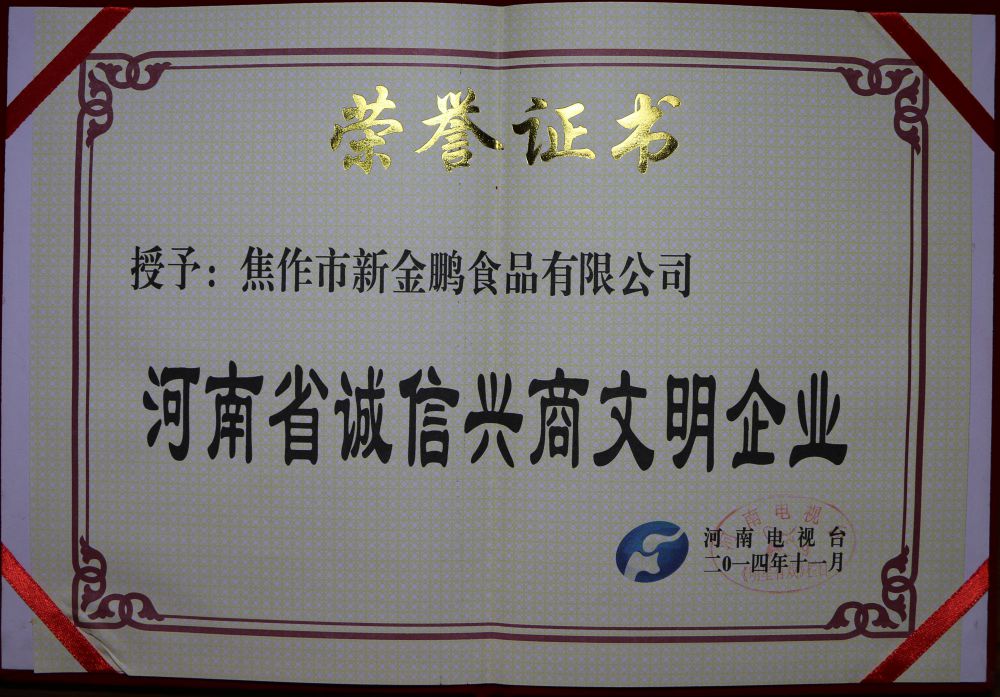 荣誉证书
授予：焦作市新金鹏食品有限公司
河南省诚信兴商文明企业
河南电视台
二0一四年十一月